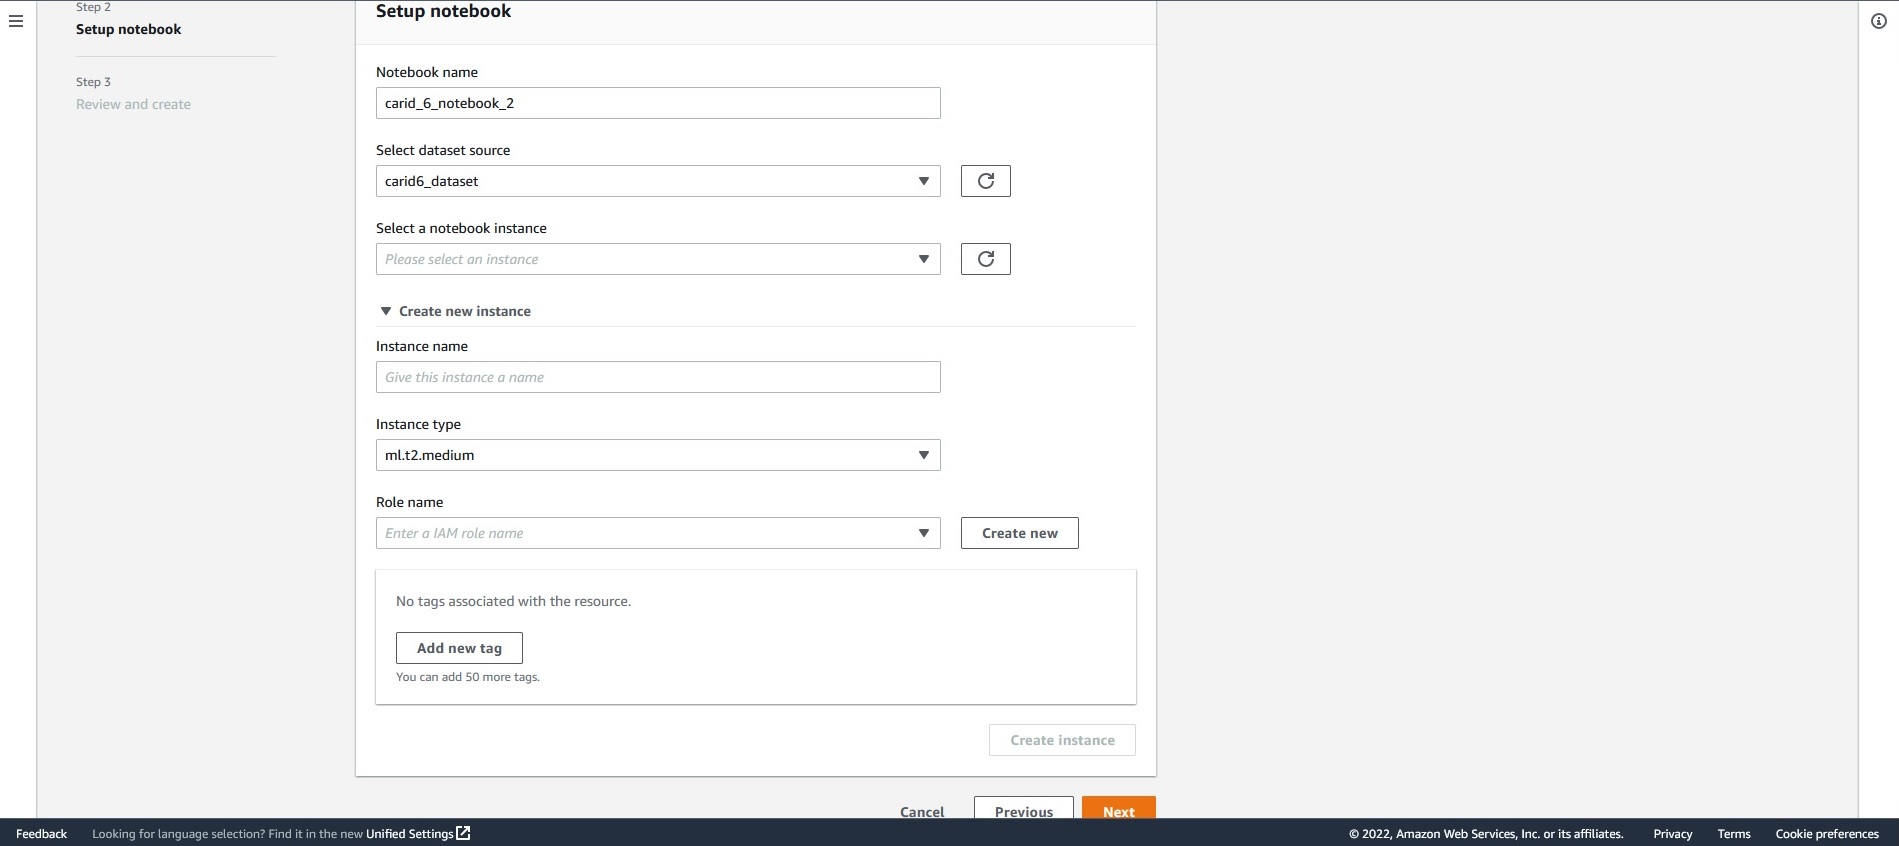 Step 2
Setup notebook
Step 3
Review and create
Setup notebook
Notebook name
carid_6_notebook_2
Select dataset source
carid6_dataset
Select a notebook instance
Please select an instance
Create new instance
Instance name
Give this instance a name
Instance type
ml.t2.medium
Role name
Enter a IAM role name
Create new
No tags associated with the resource.
Add new tag
You can add 50 more tags.
Create instance
Cancel Previous Next
Feedback Looking for language selection? Find it in the new Unified Settings © 2022, Amazon Web Services, Inc. or its affiliates. Privacy Terms Cookie preferences